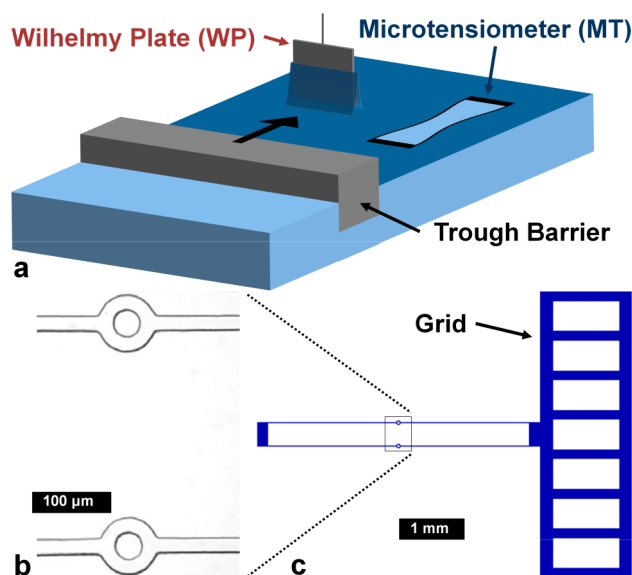 Wilhelmy Plate (WP)
Microtensiometer (MT)
Trough Barrier
a
Grid
100 µm
1 mm
b
c